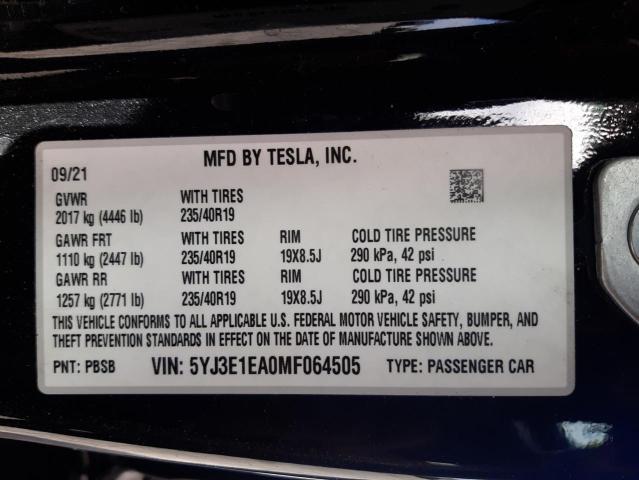 MFD BY TESLA, INC.
09/21
GVWR WITH TIRES
2017 kg (4446 lb) 235/40R19
GAWR FRT WITH TIRES RIM COLD TIRE PRESSURE
1110 kg (2447 lb) 235/40R19 19X8.5J 290 kPa, 42 psi
GAWR RR WITH TIRES RIM COLD TIRE PRESSURE
1257 kg (2771 lb) 235/40R19 19X8.5J 290 kPa, 42 psi
THIS VEHICLE CONFORMS TO ALL APPLICABLE U.S. FEDERAL MOTOR VEHICLE SAFETY, BUMPER, AND
THEFT PREVENTION STANDARDS IN EFFECT ON THE DATE OF MANUFACTURE SHOWN ABOVE.
PNT: PBSB VIN: 5YJ3E1EA0MF064505 TYPE: PASSENGER CAR